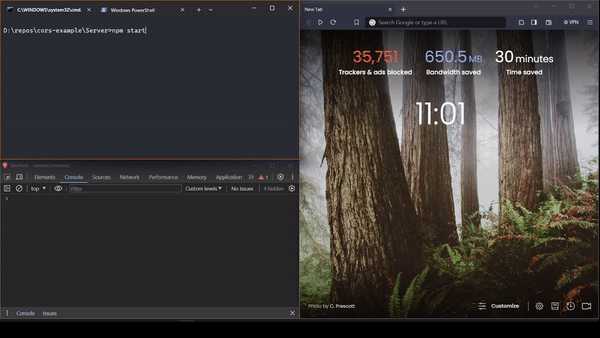 C:\WINDOWS\system32\cmd.
Windows PowerShell
D:\repos\cors-example\Server>npm start
Elements
Console
Sources
Network
Performance
Memory
Application
1
top
Filter
Custom levels
No Issues
4 hidden
Console
Issues
New Tab
Search Google or type a URL
VPN
35,751
Trackers & ads blocked
650.5 MB
Bandwidth saved
30 minutes
Time saved
11:01
Photo by C. Prescott
Customize